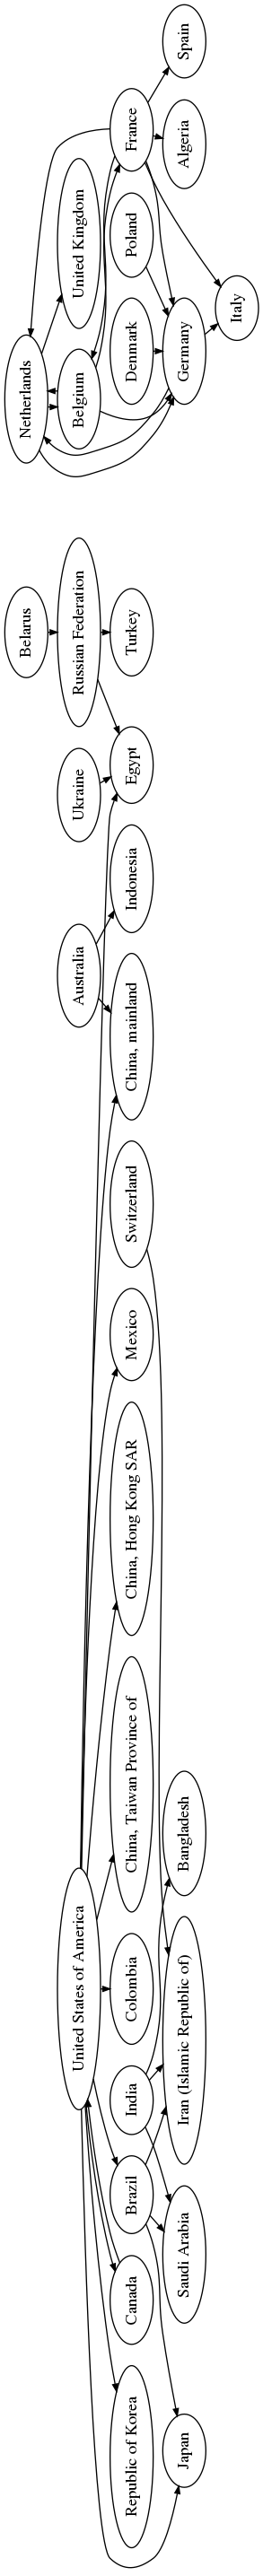 Netherlands
Belarus
United Kingdom
Belgium
Russian Federation
Ukraine
Australia
United States of America
France
Poland
Denmark
Turkey
Egypt
Indonesia
China, mainland
Switzerland
Mexico
China, Hong Kong SAR
China, Taiwan Province of
Colombia
India
Brazil
Canada
Republic of Korea
Spain
Algeria
Germany
Bangladesh
Iran (Islamic Republic of)
Saudi Arabia
Japan
Italy